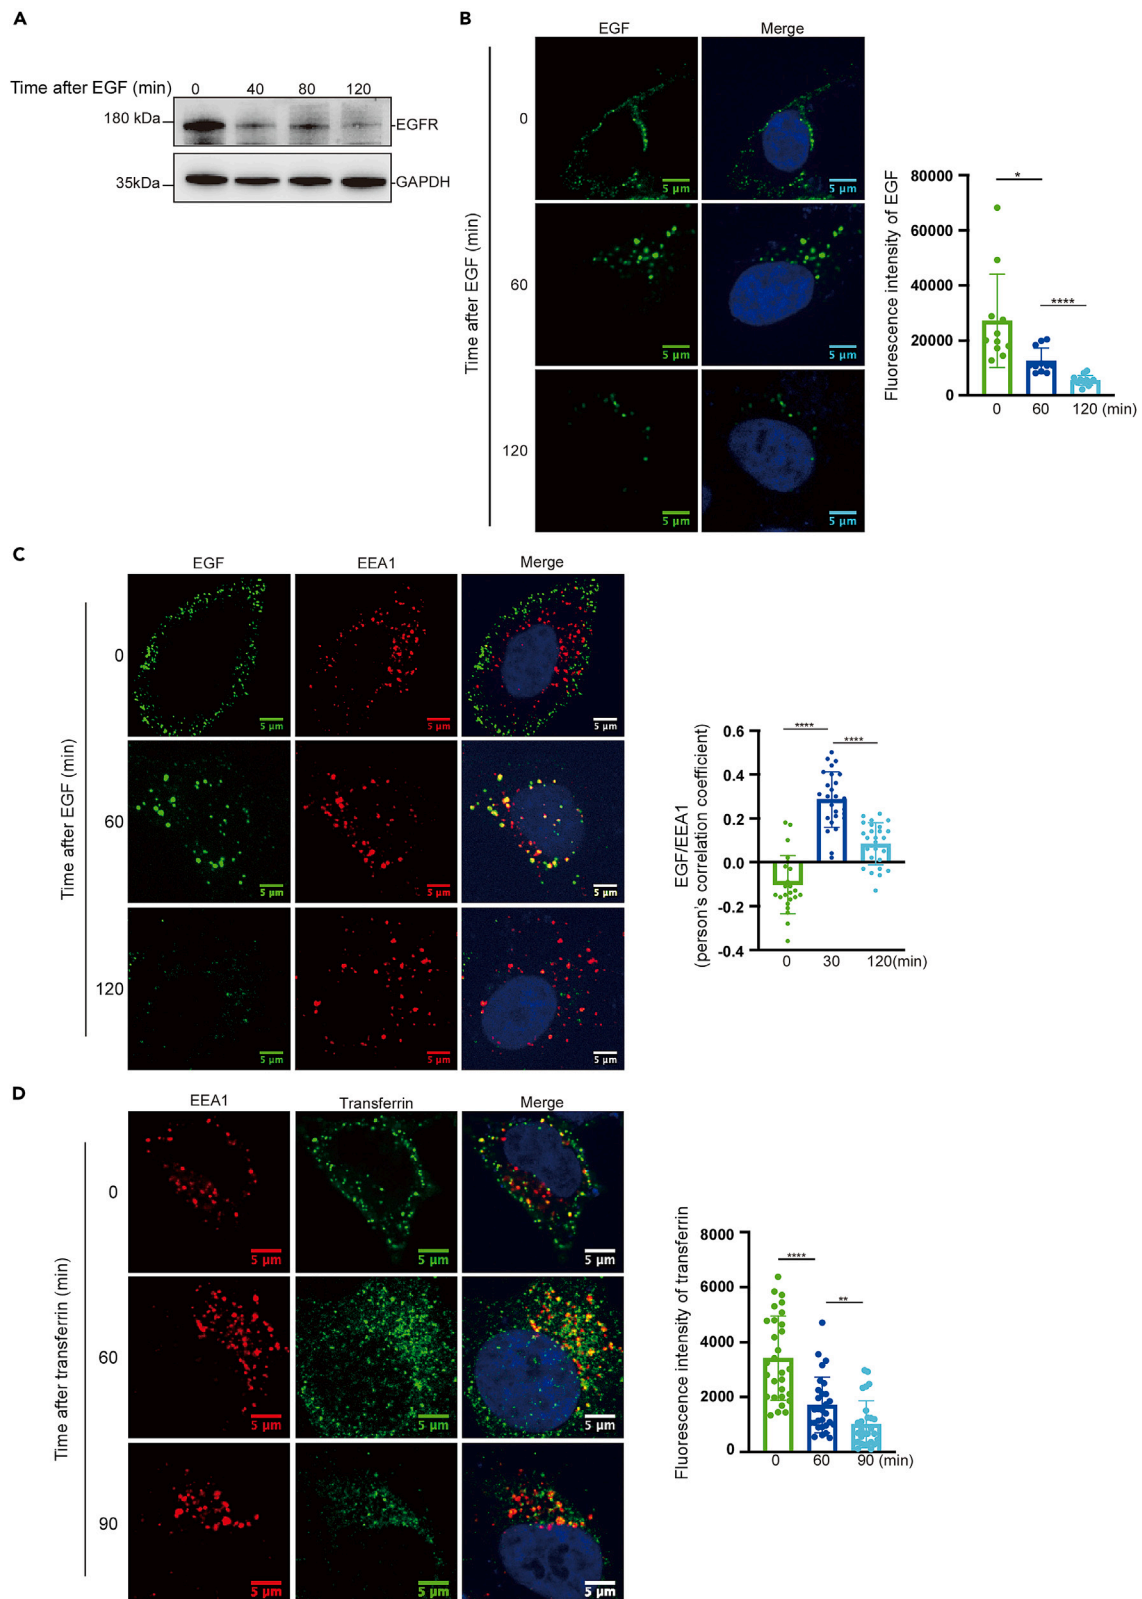 A
Time after EGF (min) 0 40 80 120
180 kDa
EGFR
35kDa
GAPDH
B
EGF Merge
Time after EGF (min)
0
5 µm 5 µm
60
5 µm 5 µm
120
5 µm 5 µm
Fluorescence intensity of EGF
80000
60000
40000
20000
0
* ****
0 60 120 (min)
C
EGF EEA1 Merge
Time after EGF (min)
0
5 µm 5 µm 5 µm
60
5 µm 5 µm 5 µm
120
5 µm 5 µm 5 µm
EGF/EEA1
(person's correlation coefficient)
0.6
0.4
0.2
0.0
-0.2
-0.4
**** ****
0 30 120(min)
D
EEA1 Transferrin Merge
Time after transferrin (min)
0
5 µm 5 µm 5 µm
60
5 µm 5 µm 5 µm
90
5 µm 5 µm 5 µm
Fluorescence intensity of transferrin
8000
6000
4000
2000
0
**** **
0 60 90 (min)